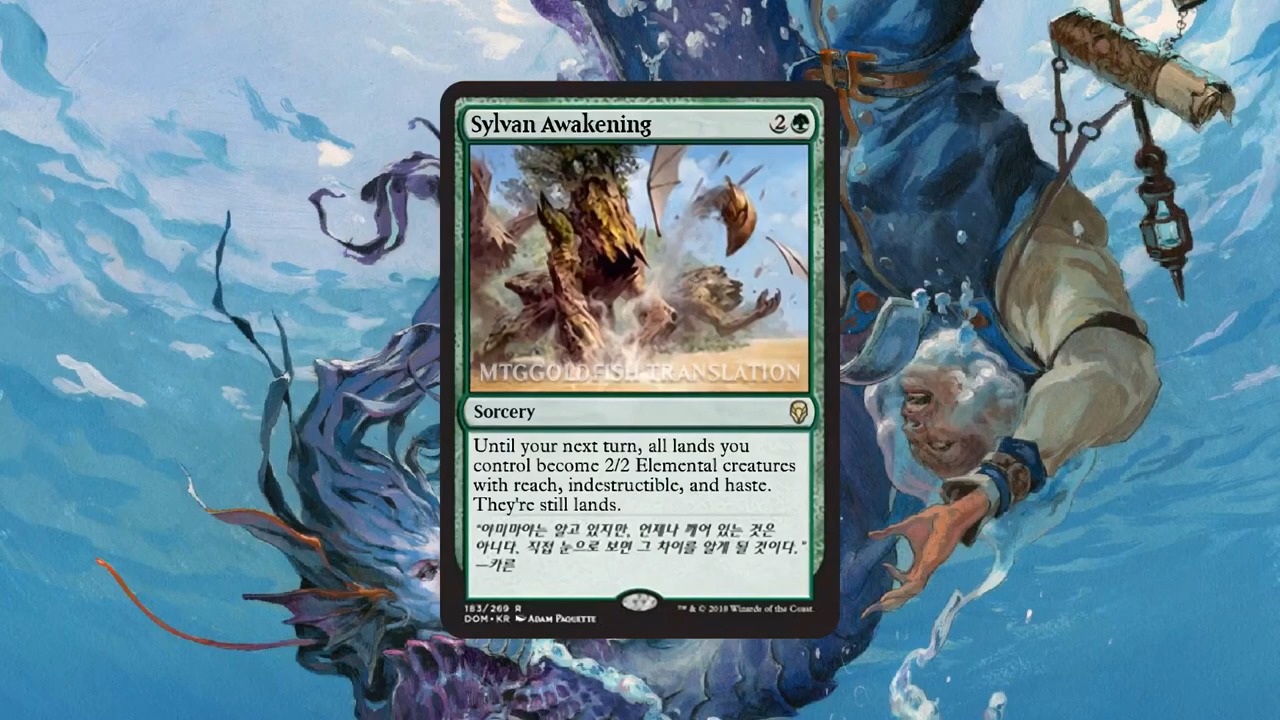 Sylvan Awakening 2
MTGGOLDFISH TRANSLATION
Sorcery
Until your next turn, all lands you
control become 2/2 Elemental creatures
with reach, indestructible, and haste.
They're still lands.
"야미마야는 알고 있지만, 언제나 깨어 있는 것은
아니다. 직접 눈으로 보면 그 차이를 알게 될 것이다."
—카른
183/269 R
DOM • KR ADAM PAQUETTE
™ & © 2018 Wizards of the Coast